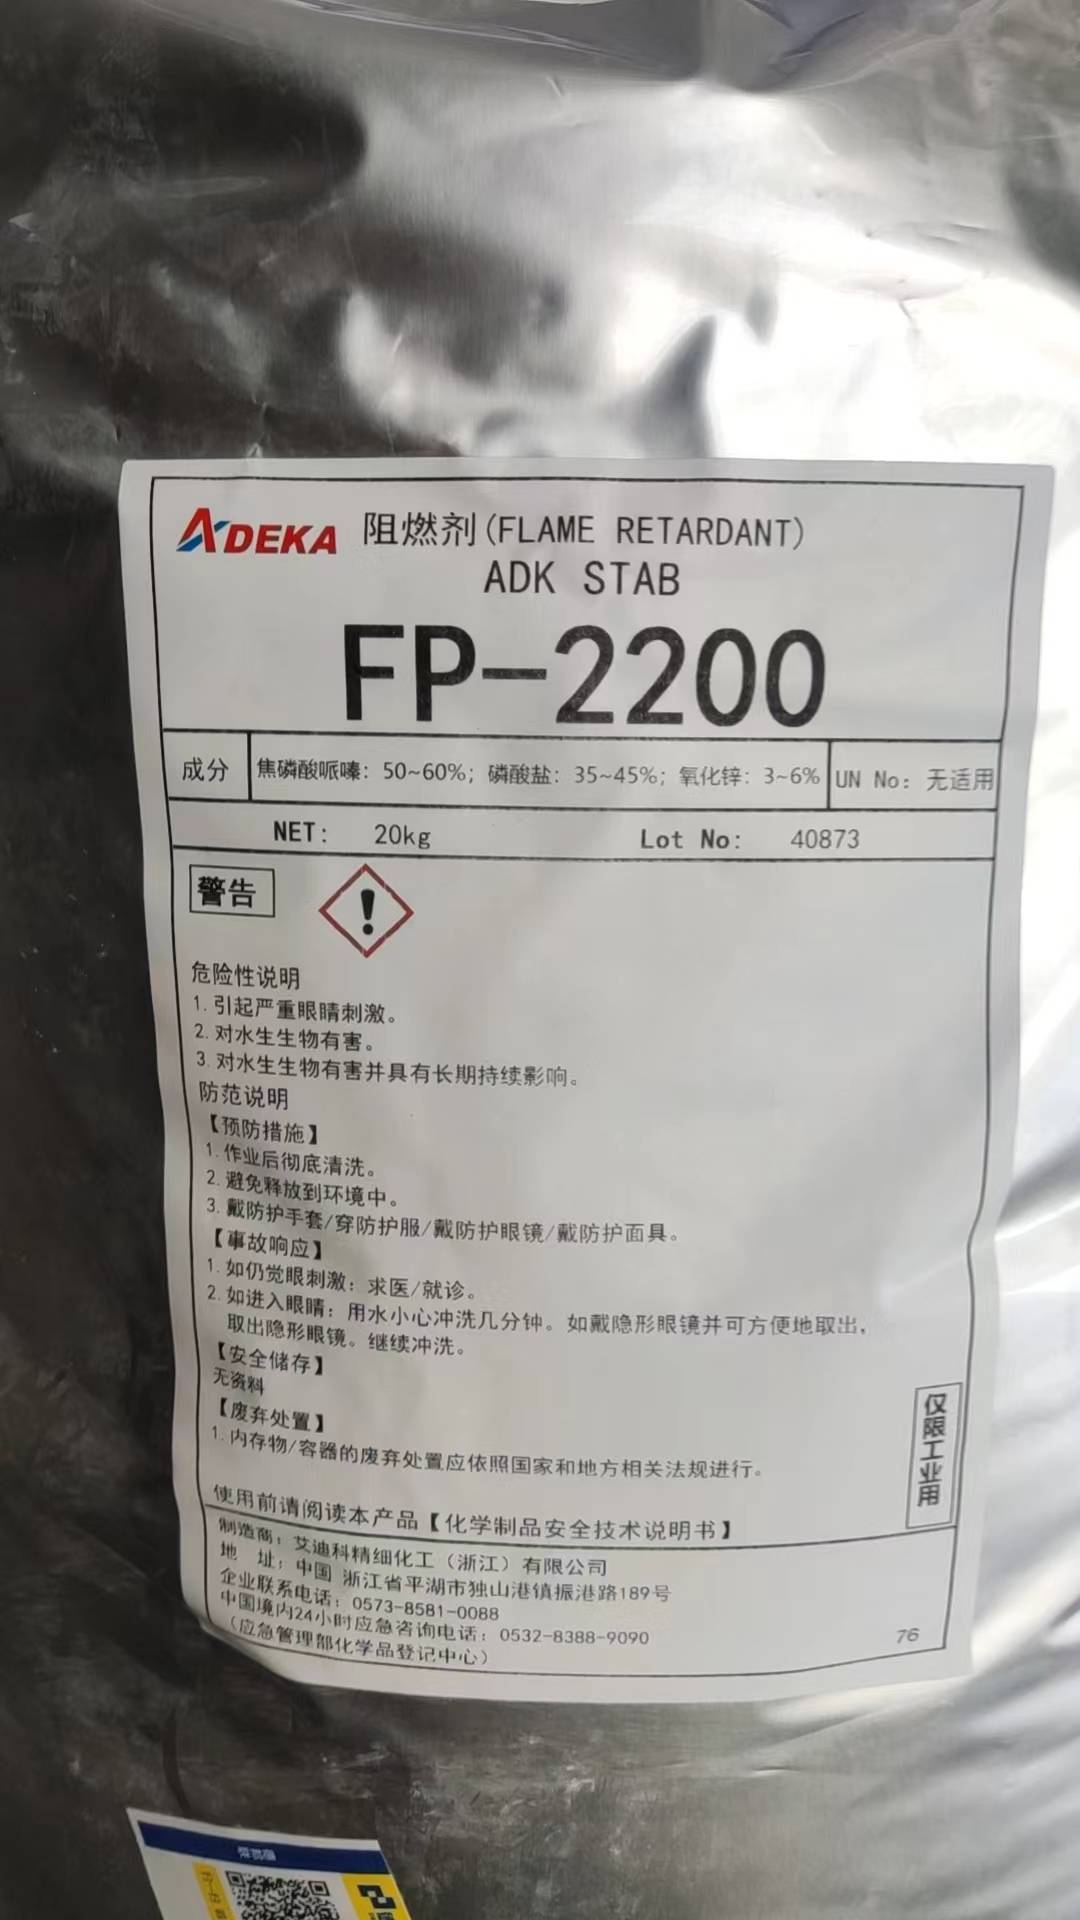 ADEKA 阻燃剂(FLAME RETARDANT)
ADK STAB
FP-2200
成分 焦磷酸哌嗪：50~60%；磷酸盐：35~45%；氧化锌：3~6% UN No：无适用
NET： 20kg Lot No： 40873
警告
危险性说明
1.引起严重眼睛刺激。
2.对水生生物有害。
3.对水生生物有害并具有长期持续影响。
防范说明
【预防措施】
1.作业后彻底清洗。
2.避免释放到环境中。
3.戴防护手套/穿防护服/戴防护眼镜/戴防护面具。
【事故响应】
1.如仍觉眼刺激：求医/就诊。
2.如进入眼睛：用水小心冲洗几分钟。如戴隐形眼镜并可方便地取出，
取出隐形眼镜。继续冲洗。
【安全储存】
无资料
【废弃处置】
1.内存物/容器的废弃处置应依照国家和地方相关法规进行。
仅限工业用
使用前请阅读本产品【化学制品安全技术说明书】
制造商：艾迪科精细化工（浙江）有限公司
地 址：中国 浙江省平湖市独山港镇振港路189号
企业联系电话：0573-8581-0088
中国境内24小时应急咨询电话：0532-8388-9090
（应急管理部化学品登记中心）
76